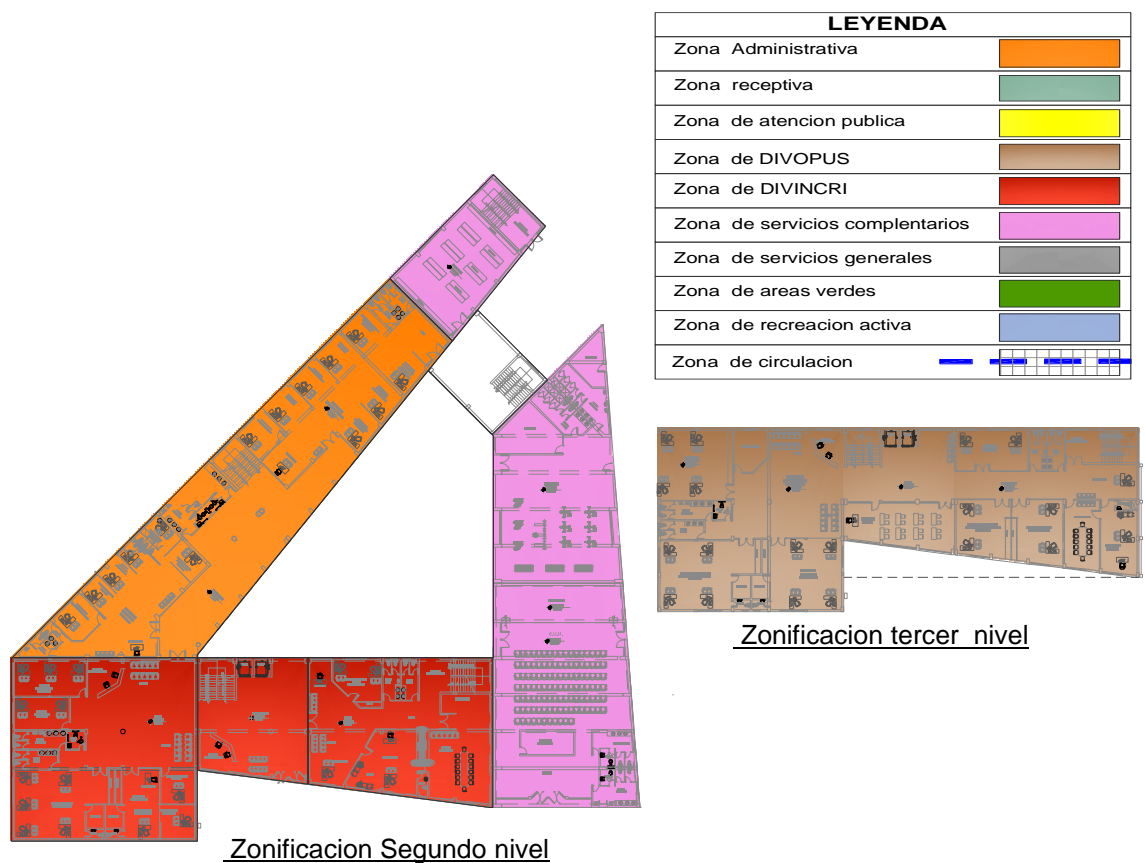 LEYENDA
Zona Administrativa
Zona receptiva
Zona de atencion publica
Zona de DIVOPUS
Zona de DIVINCRI
Zona de servicios complentarios
Zona de servicios generales
Zona de areas verdes
Zona de recreacion activa
Zona de circulacion
Zonificacion tercer nivel
Zonificacion Segundo nivel